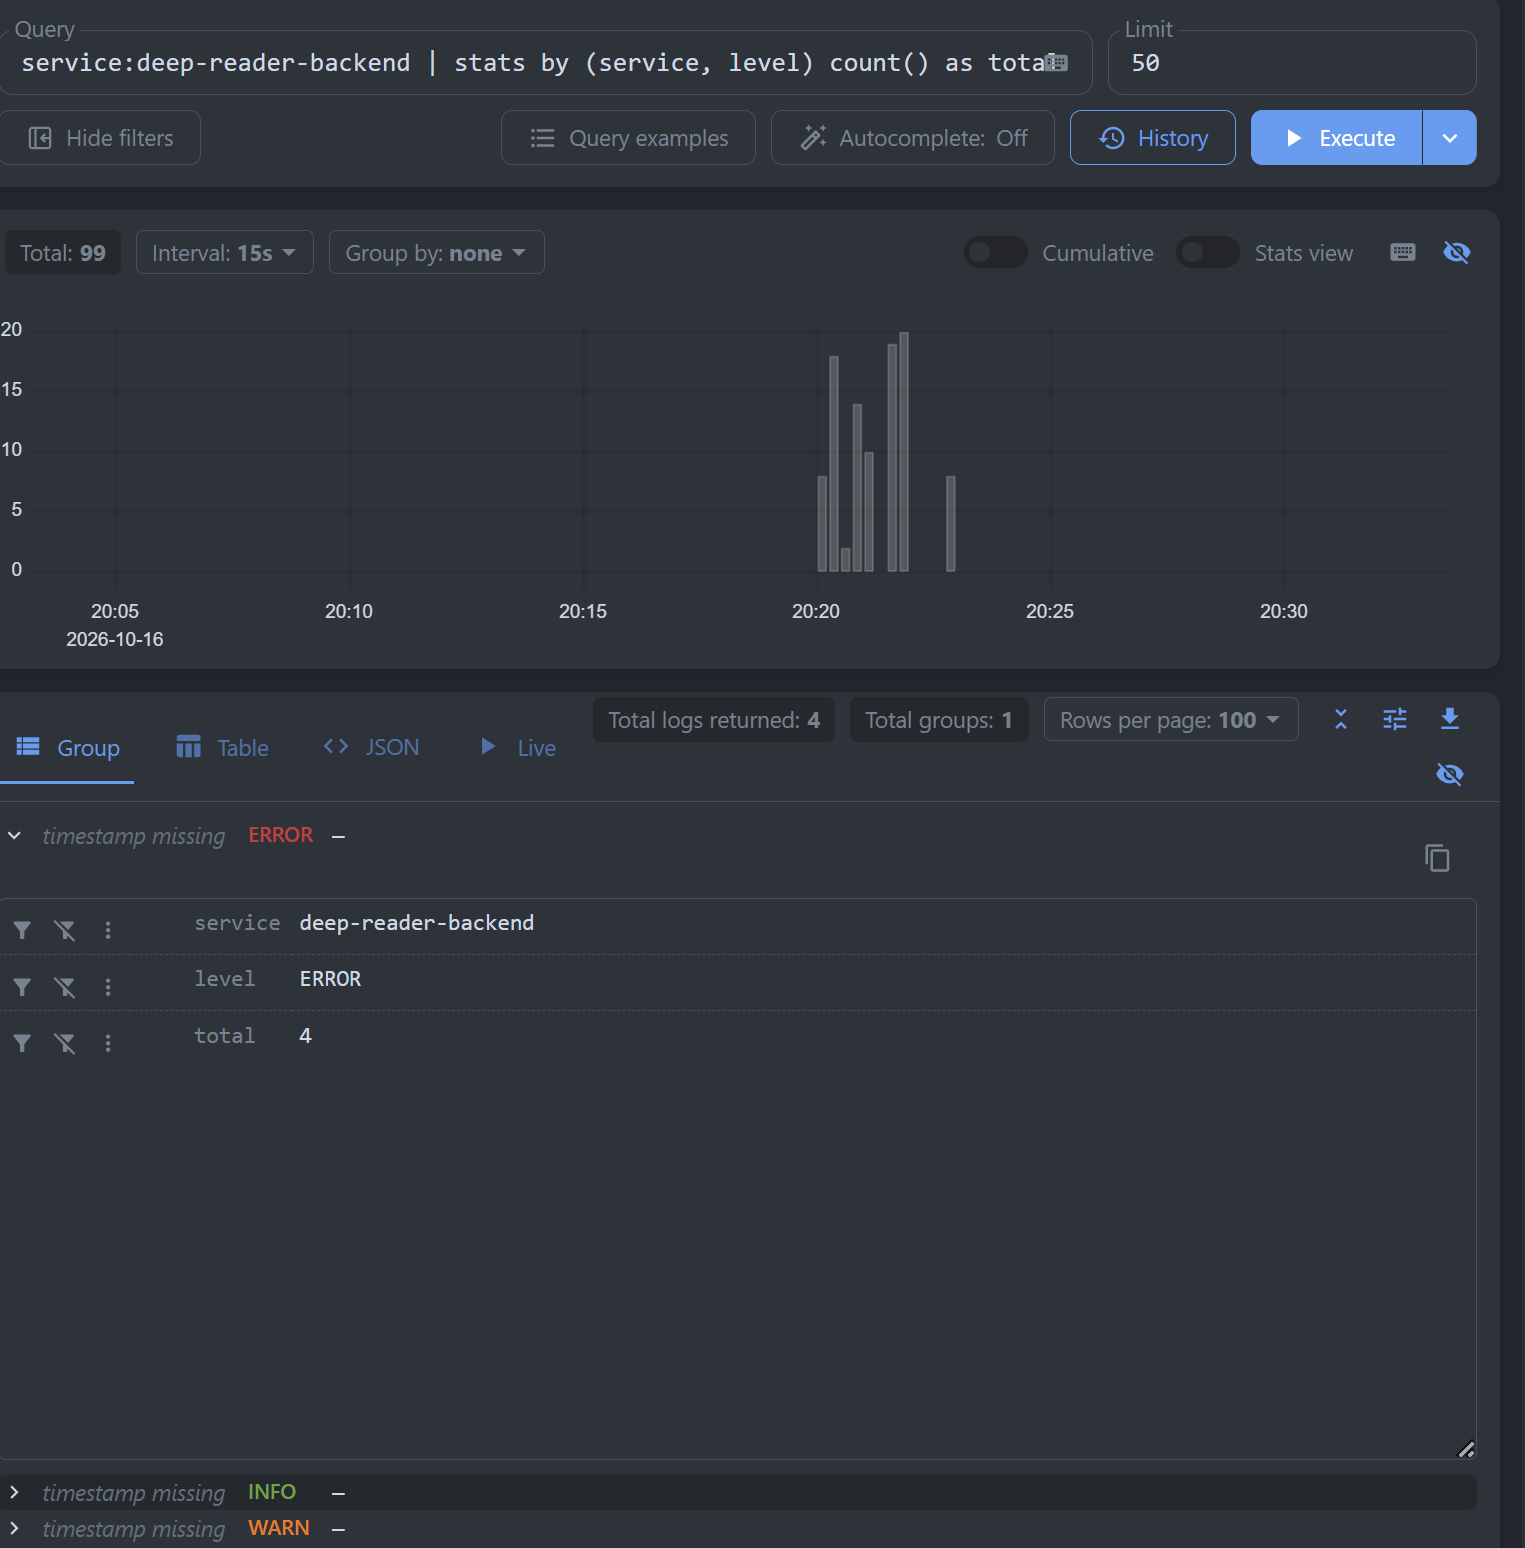 Query
service:deep-reader-backend | stats by (service, level) count() as total
Limit
50
Hide filters
Query examples
Autocomplete: Off
History
Execute
Total: 99
Interval: 15s
Group by: none
Cumulative
Stats view
20
15
10
5
0
20:05
2026-10-16
20:10
20:15
20:20
20:25
20:30
Group
Table
JSON
Live
Total logs returned: 4
Total groups: 1
Rows per page: 100
timestamp missing ERROR –
service deep-reader-backend
level ERROR
total 4
timestamp missing INFO –
timestamp missing WARN –